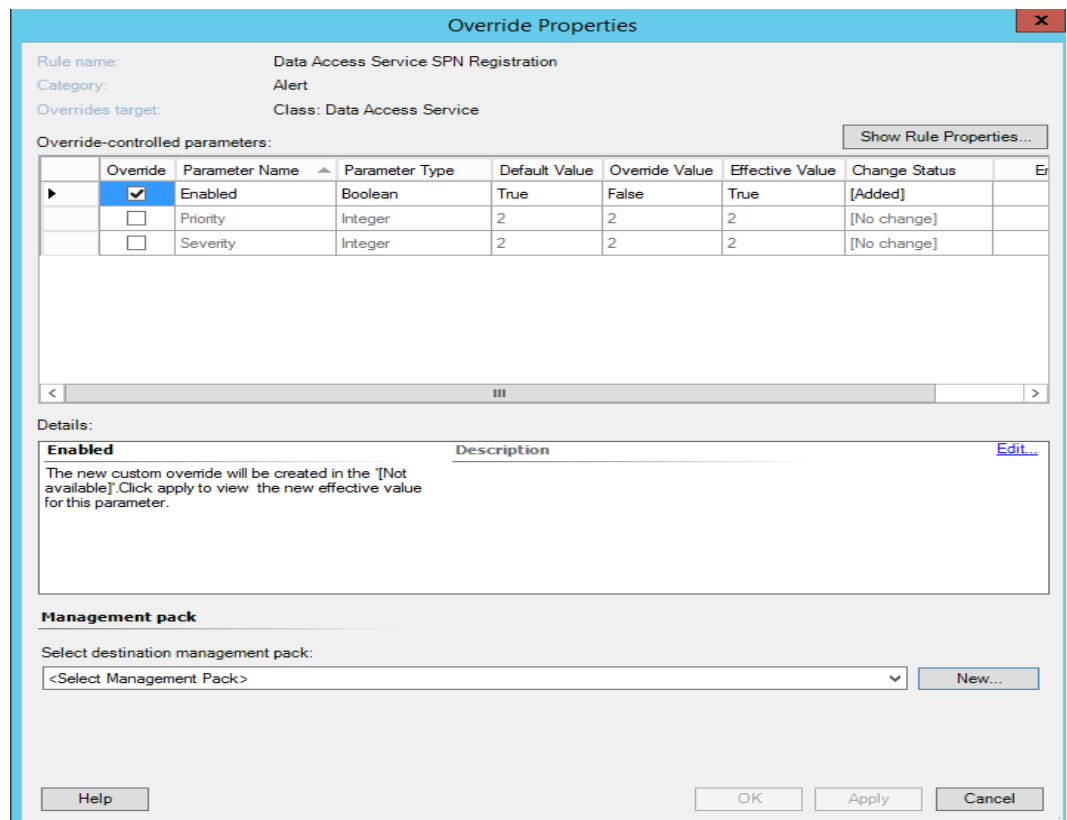 Override Properties
x
Rule name: Data Access Service SPN Registration
Category: Alert
Overrides target: Class: Data Access Service
Override-controlled parameters: Show Rule Properties...
Override Parameter Name Parameter Type Default Value Override Value Effective Value Change Status Er
Enabled Boolean True False True [Added]
Priority Integer 2 2 2 [No change]
Severity Integer 2 2 2 [No change]
Details:
Enabled Description Edit...
The new custom override will be created in the '[Not
available]'.Click apply to view the new effective value
for this parameter.
Management pack
Select destination management pack:
<Select Management Pack> New...
Help OK Apply Cancel